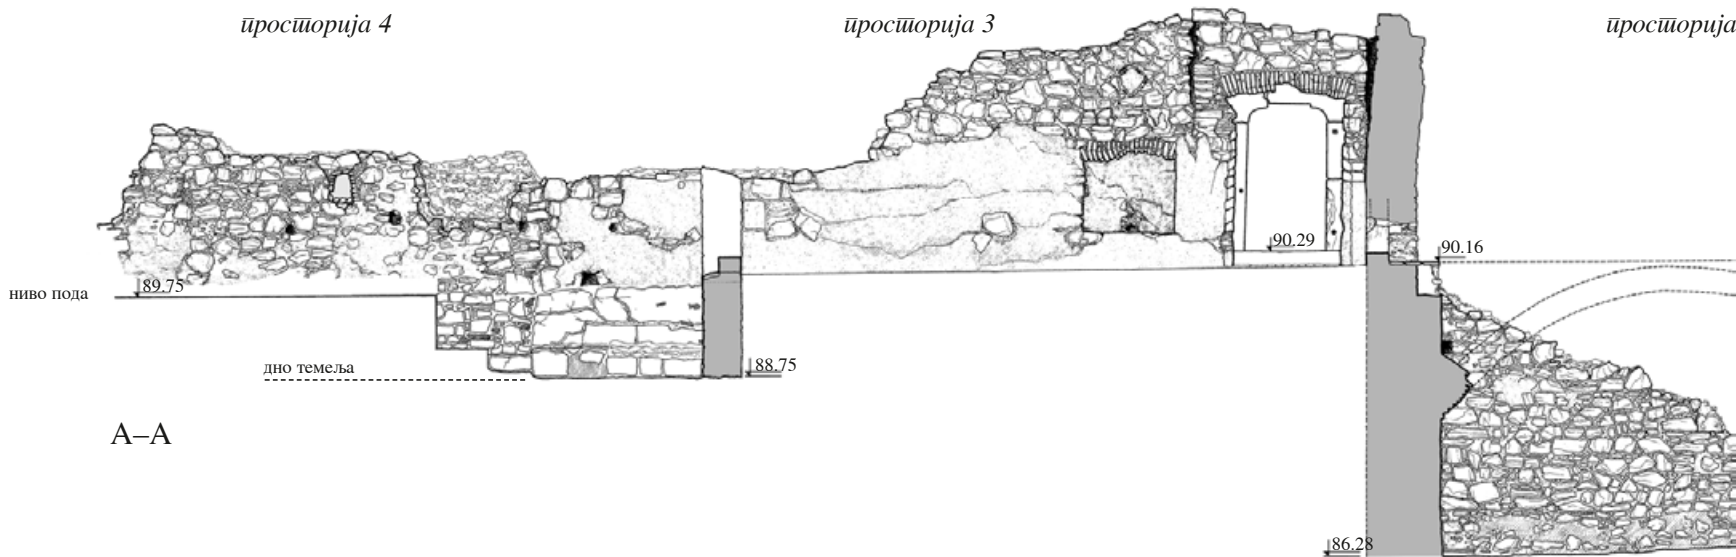 просторија 4
просторија 3
просторија
90.29
90.16
ниво пода
89.75
дно темеља
88.75
А–А
86.28